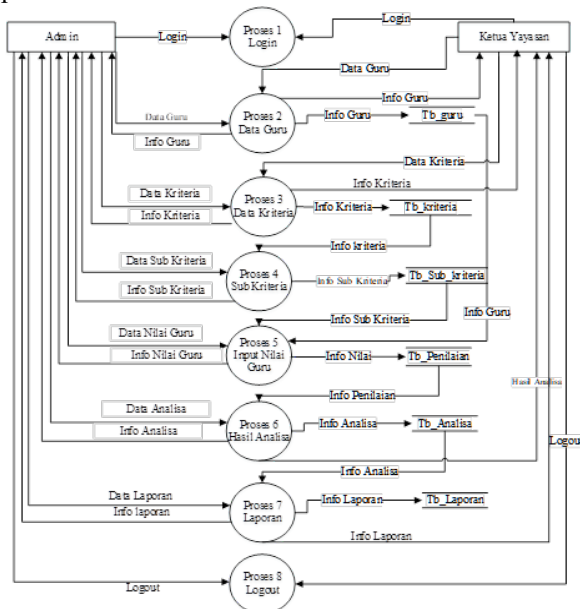 Admin
Login
Proses 1
Login
Login
Ketua Yayasan
Data Guru
Info Guru
Data Guru
Info Guru
Proses 2
Data Guru
Info Guru
Tb_guru
Data Kriteria
Info Kriteria
Data Kriteria
Info Kriteria
Proses 3
Data Kriteria
Info Kriteria
Tb_kriteria
Info kriteria
Data Sub Kriteria
Info Sub Kriteria
Proses 4
Sub Kriteria
Info Sub Kriteria
Tb_Sub_kriteria
Info Sub Kriteria
Info Guru
Data Nilai Guru
Info Nilai Guru
Proses 5
Input Nilai
Guru
Info Nilai
Tb_Penilaian
Info Penilaian
Hasil Analisa
Data Analisa
Info Analisa
Proses 6
Hasil Analisa
Info Analisa
Tb_Analisa
Logout
Info Analisa
Data Laporan
Info laporan
Proses 7
Laporan
Info Laporan
Tb_Laporan
Info Laporan
Logout
Proses 8
Logout